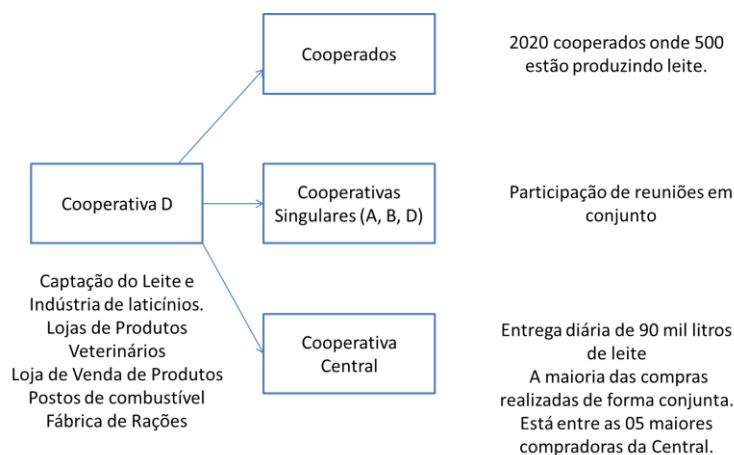 Cooperados
2020 cooperados onde 500
estão produzindo leite.
Cooperativa D
Cooperativas
Singulares (A, B, D)
Participação de reuniões em
conjunto
Captação do Leite e
Indústria de laticínios.
Lojas de Produtos
Veterinários
Loja de Venda de Produtos
Postos de combustível
Fábrica de Rações
Cooperativa
Central
Entrega diária de 90 mil litros
de leite
A maioria das compras
realizadas de forma conjunta.
Está entre as 05 maiores
compradoras da Central.